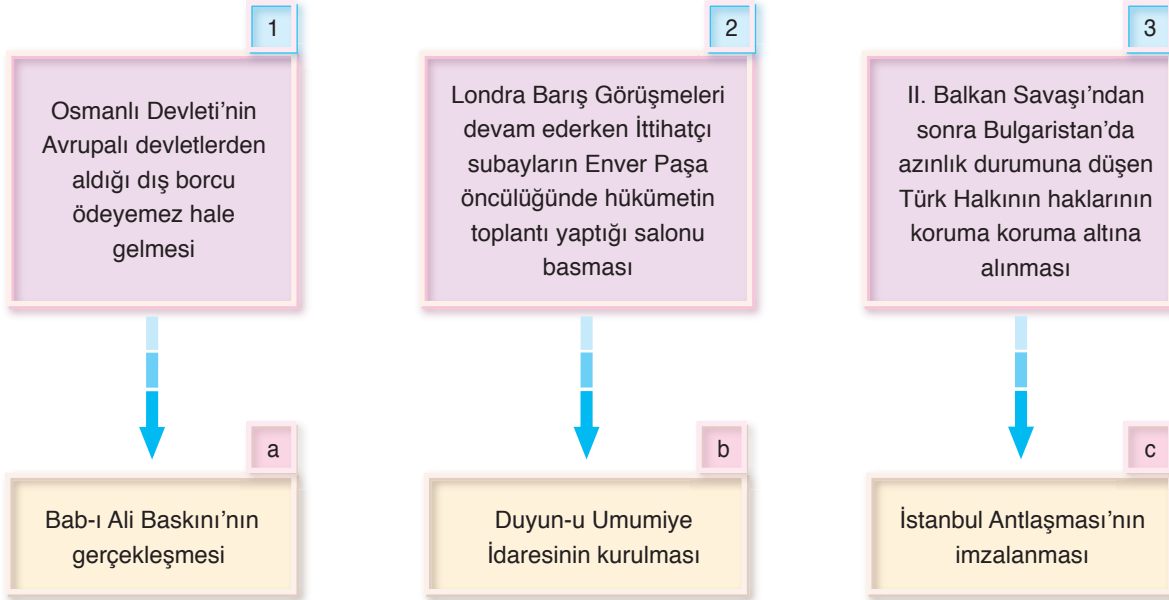 1
Osmanlı Devleti’nin
Avrupalı devletlerden
aldığı dış borcu
ödeyemez hale
gelmesi
2
Londra Barış Görüşmeleri
devam ederken İttihatçı
subayların Enver Paşa
öncülüğünde hükümetin
toplantı yaptığı salonu
basması
3
II. Balkan Savaşı’ndan
sonra Bulgaristan’da
azınlık durumuna düşen
Türk Halkının haklarının
koruma koruma altına
alınması
a
Bab-ı Ali Baskını’nın
gerçekleşmesi
b
Duyun-u Umumiye
İdaresinin kurulması
c
İstanbul Antlaşması’nın
imzalanması